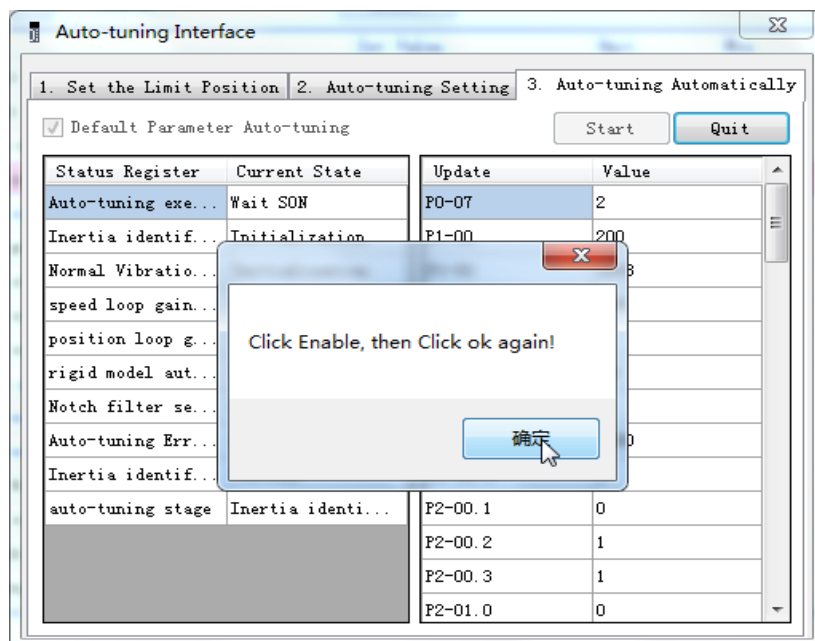 Auto-tuning Interface
1. Set the Limit Position 2. Auto-tuning Setting 3. Auto-tuning Automatically
Default Parameter Auto-tuning Start Quit
Status Register Current State Update Value
Auto-tuning exe... Wait SON P0-07 2
Inertia identif... Initialization P1-00 200
Normal Vibratio...
speed loop gain...
position loop g...
Click Enable, then Click ok again!
rigid model aut...
Notch filter se...
Auto-tuning Err...
确定
Inertia identif...
auto-tuning stage Inertia identi... P2-00.1 0
P2-00.2 1
P2-00.3 1
P2-01.0 0